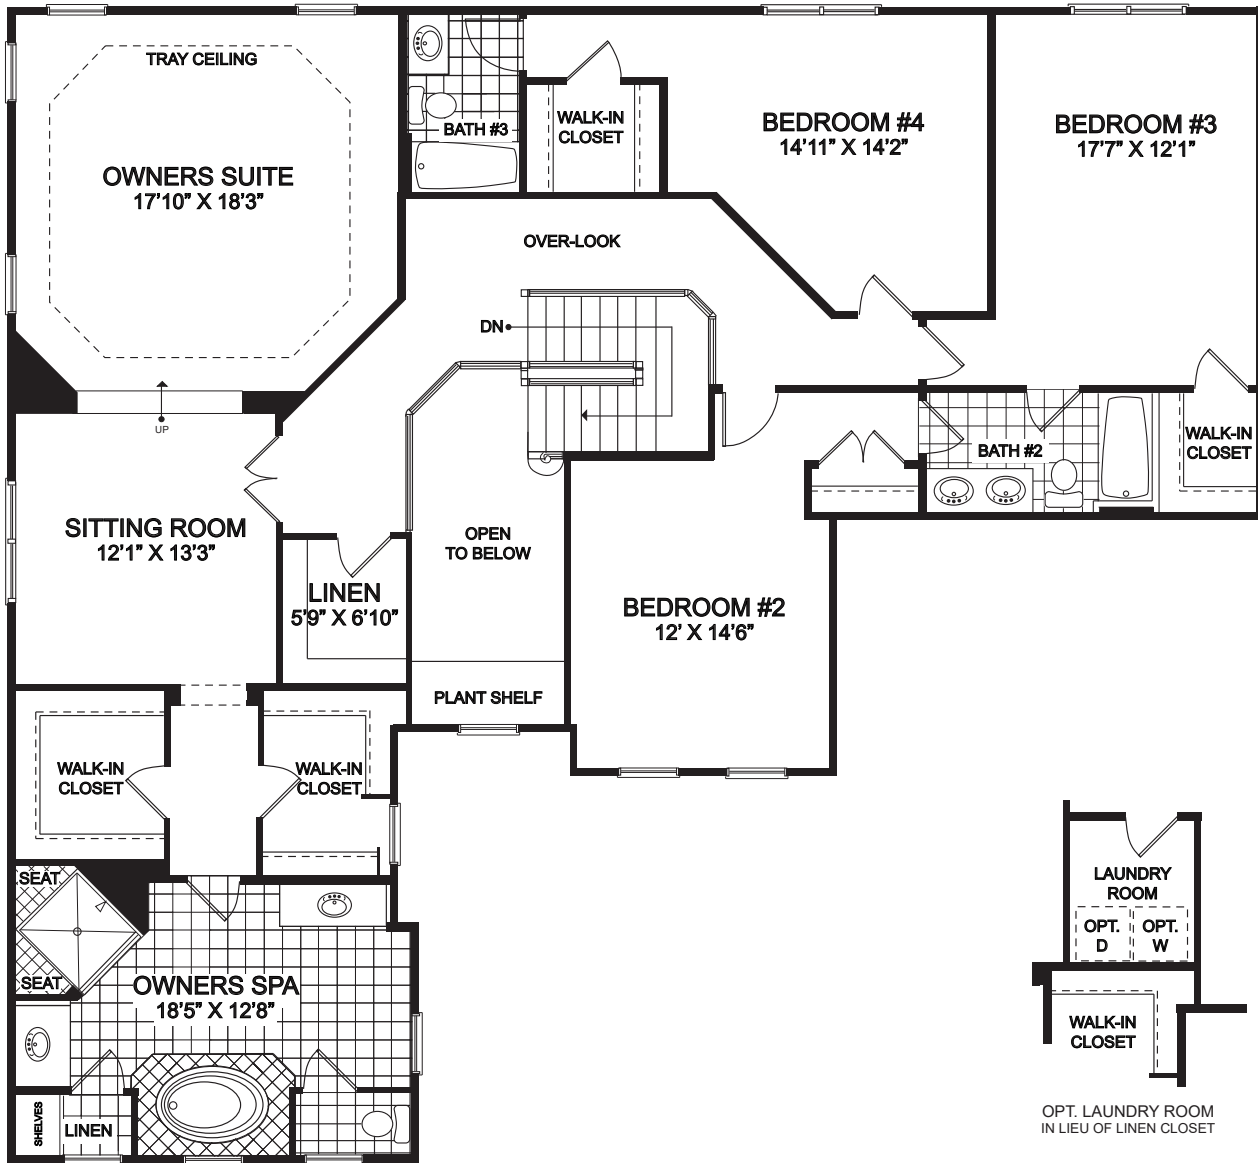 TRAY CEILING
OWNERS SUITE
17'10" X 18'3"
BATH #3
WALK-IN
CLOSET
BEDROOM #4
14'11" X 14'2"
BEDROOM #3
17'7" X 12'1"
OVER-LOOK
DN
UP
SITTING ROOM
12'1" X 13'3"
LINEN
5'9" X 6'10"
OPEN
TO BELOW
PLANT SHELF
BEDROOM #2
12' X 14'6"
BATH #2
WALK-IN
CLOSET
WALK-IN
CLOSET
WALK-IN
CLOSET
SEAT
SEAT
OWNERS SPA
18'5" X 12'8"
SHELVES
LINEN
LAUNDRY
ROOM
OPT.
D
OPT.
W
WALK-IN
CLOSET
OPT. LAUNDRY ROOM
IN LIEU OF LINEN CLOSET